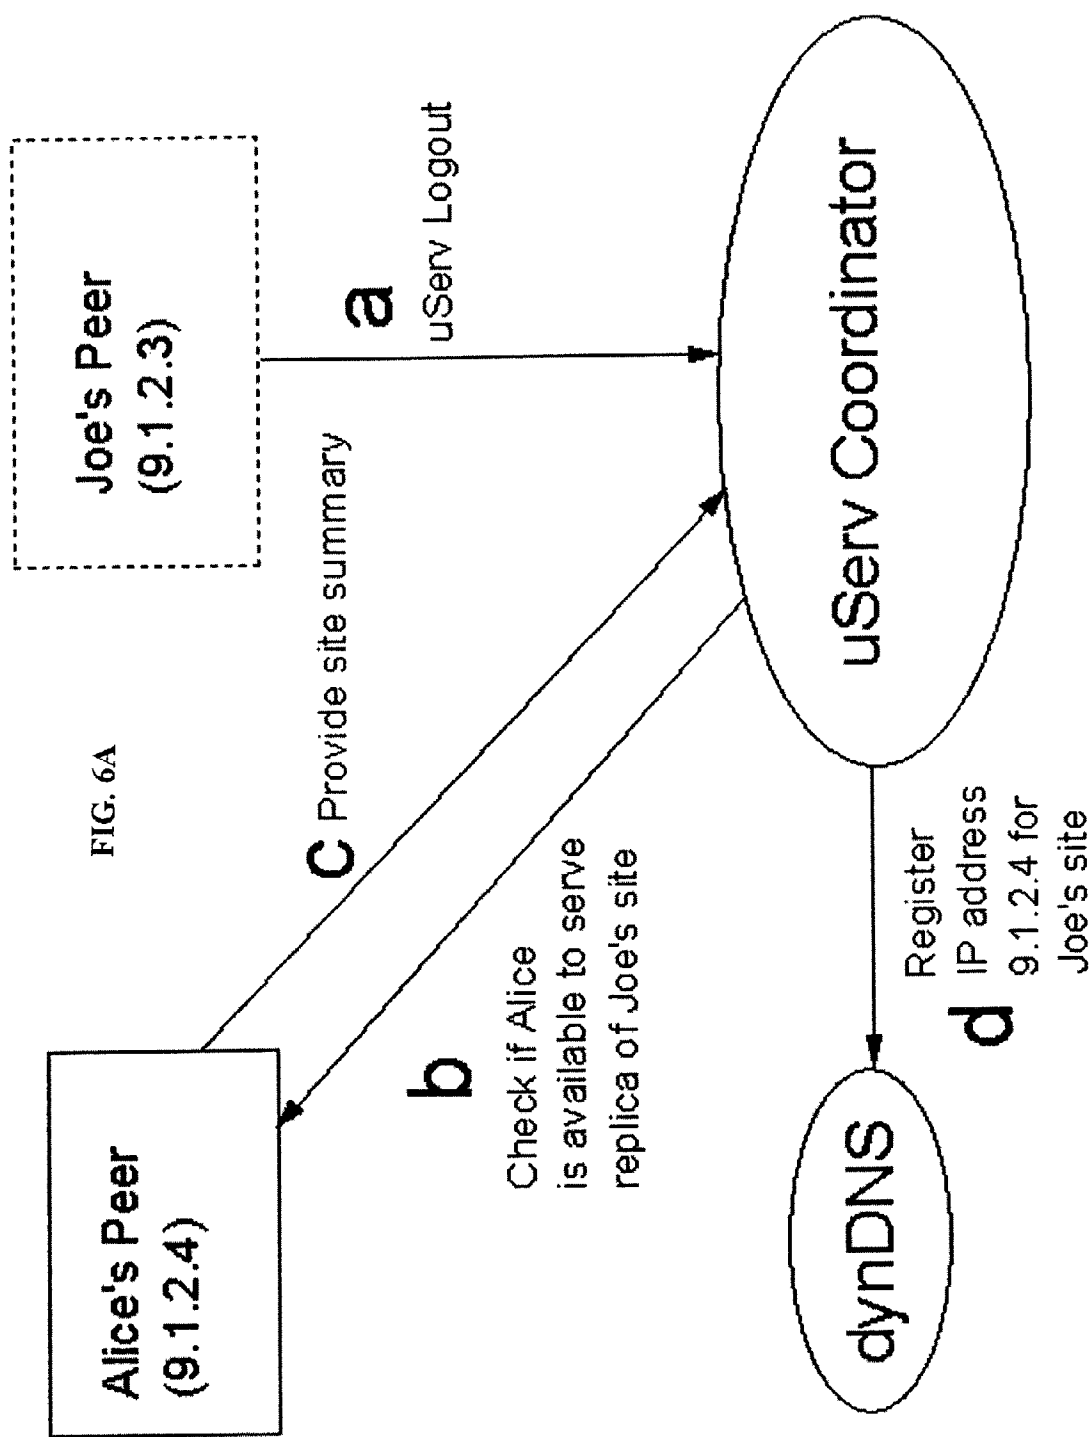 FIG. 6A
Alice's Peer
(9.1.2.4)
Joe's Peer
(9.1.2.3)
c Provide site summary
a
uServ Logout
b
Check if Alice
is available to serve
replica of Joe's site
dynDNS
uServ Coordinator
d
Register
IP address
9.1.2.4 for
Joe's site